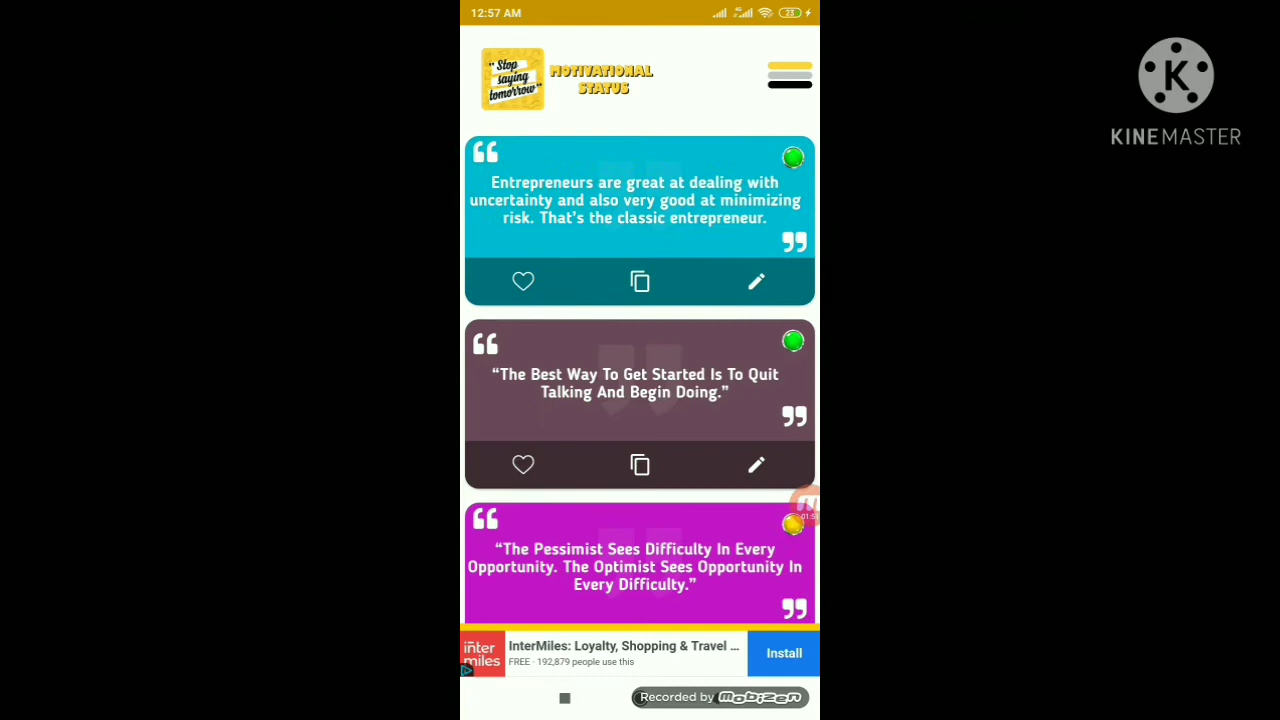 12:57 AM
4G
23
"Stop
saying
tomorrow"
MOTIVATIONAL
STATUS
K
KINEMASTER
Entrepreneurs are great at dealing with
uncertainty and also very good at minimizing
risk. That's the classic entrepreneur.
“The Best Way To Get Started Is To Quit
Talking And Begin Doing.”
“The Pessimist Sees Difficulty In Every
Opportunity. The Optimist Sees Opportunity In
Every Difficulty.”
inter
miles
InterMiles: Loyalty, Shopping & Travel ...
FREE · 192,879 people use this
Install
Recorded by mobizen